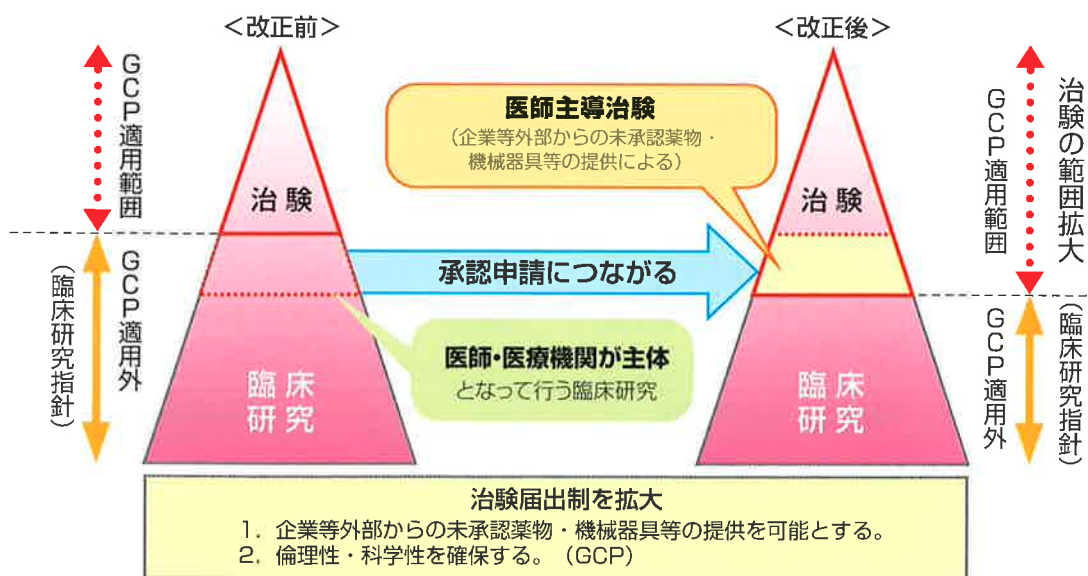 <改正前>
GCP適用範囲
治験
GCP適用外
(臨床研究指針)
臨床
研究
医師主導治験
(企業等外部からの未承認薬物・
機械器具等の提供による)
承認申請につながる
医師・医療機関が主体
となって行う臨床研究
<改正後>
治験
臨床
研究
GCP適用範囲
治験の範囲拡大
GCP適用外
(臨床研究指針)
治験届出制を拡大
1. 企業等外部からの未承認薬物・機械器具等の提供を可能とする。
2. 倫理性・科学性を確保する。(GCP)